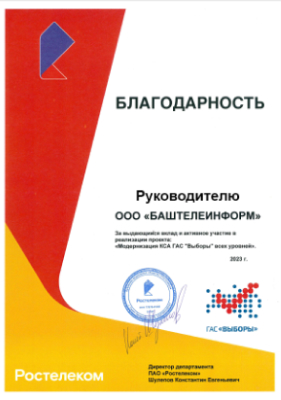 БЛАГОДАРНОСТЬ
Руководителю
ООО «БАШТЕЛЕИНФОРМ»
За выдающийся вклад и активное участие в
реализации проекта:
«Модернизация КСА ГАС "Выборы" всех уровней».
2023 г.
Ростелеком
ГАС «ВЫБОРЫ»
Директор департамента
ПАО «Ростелеком»
Шулепов Константин Евгеньевич
Ростелеком